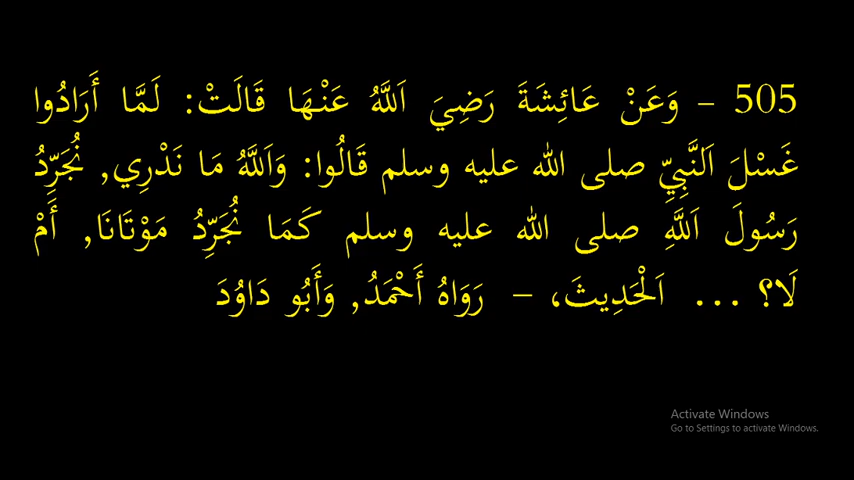 505 - وَعَنْ عَائِشَةَ رَضِيَ اَللَّهُ عَنْهَا قَالَتْ: لَمَّا أَرَادُوا
غَسْلَ اَلنَّبِيِّ صلى الله عليه وسلم قَالُوا: وَاَللَّهُ مَا نَدْرِي, نُجَرِّدُ
رَسُولَ اَللَّهِ صلى الله عليه وسلم كَمَا نُجَرِّدُ مَوْتَانَا, أَمْ
لَا؟ ... اَلْحَدِيثَ، - رَوَاهُ أَحْمَدُ, وَأَبُو دَاوُدَ
Activate Windows
Go to Settings to activate Windows.